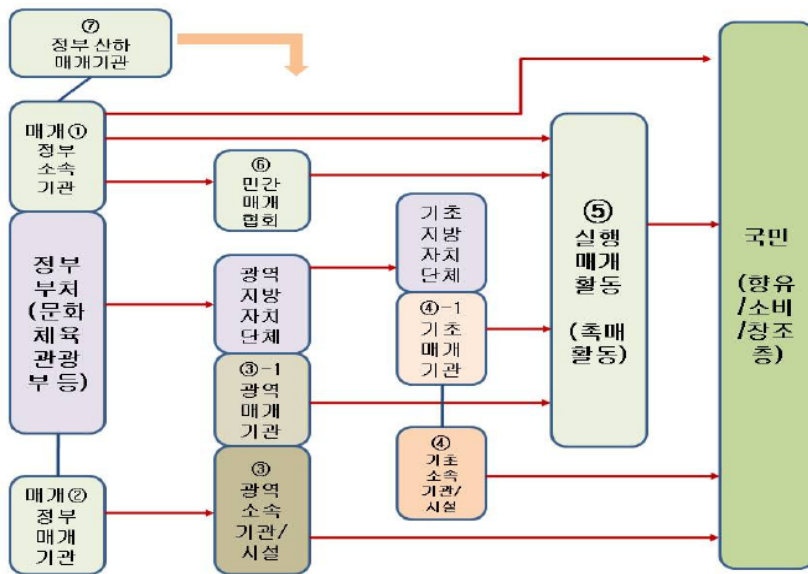 ⑦
정부 산하
매개기관
매개①
정부
소속
기관
정부
부처
(문화
체육
관광
부 등)
매개②
정부
매개
기관
⑥
민간
매개
협회
광역
지방
자치
단체
③-1
광역
매개
기관
③
광역
소속
기관/
시설
기초
지방
자치
단체
④-1
기초
매개
기관
④
기초
소속
기관/
시설
⑤
실행
매개
활동
(촉매
활동)
국민
(향유
/소비
/창조
층)